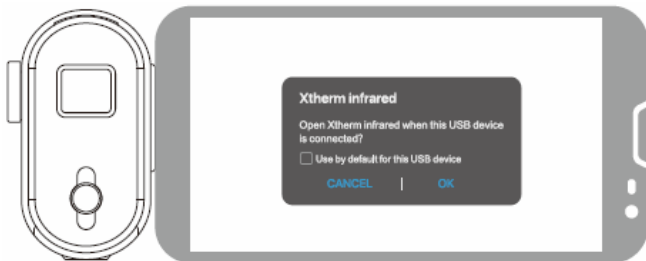 Xtherm infrared
Open Xtherm infrared when this USB device
is connected?
Use by default for this USB device
CANCEL | OK